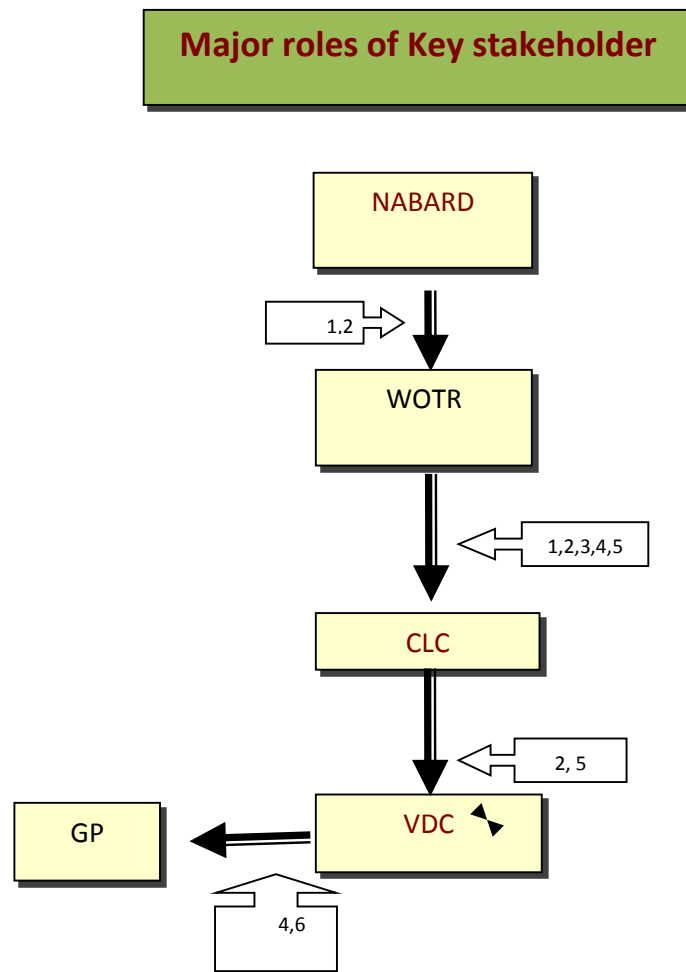 Major roles of Key stakeholder
NABARD
1,2
WOTR
1,2,3,4,5
CLC
2, 5
VDC
GP
4,6